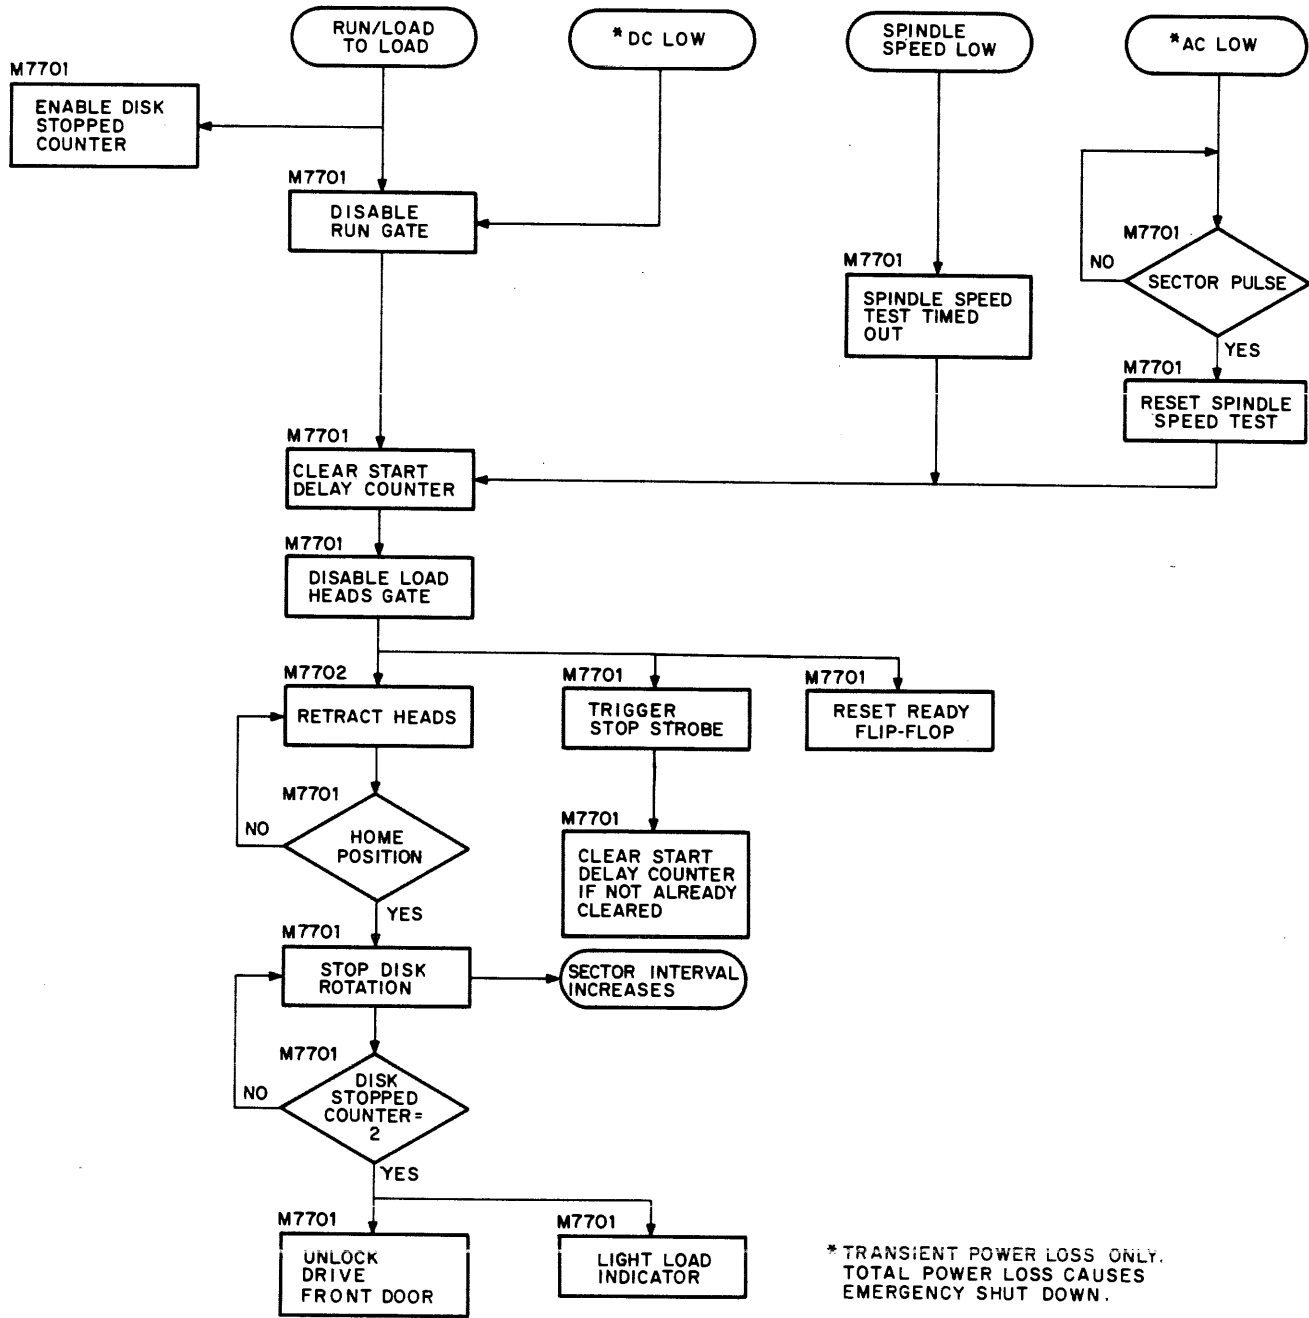 RUN/LOAD
TO LOAD
*DC LOW
SPINDLE
SPEED LOW
*AC LOW
M7701
ENABLE DISK
STOPPED
COUNTER
M7701
DISABLE
RUN GATE
M7701
SECTOR PULSE
NO
YES
M7701
SPINDLE SPEED
TEST TIMED
OUT
M7701
RESET SPINDLE
SPEED TEST
M7701
CLEAR START
DELAY COUNTER
M7701
DISABLE LOAD
HEADS GATE
M7702
RETRACT HEADS
M7701
TRIGGER
STOP STROBE
M7701
RESET READY
FLIP-FLOP
M7701
HOME
POSITION
NO
YES
M7701
CLEAR START
DELAY COUNTER
IF NOT ALREADY
CLEARED
M7701
STOP DISK
ROTATION
SECTOR INTERVAL
INCREASES
M7701
DISK
STOPPED
COUNTER=
2
NO
YES
M7701
UNLOCK
DRIVE
FRONT DOOR
M7701
LIGHT LOAD
INDICATOR
*TRANSIENT POWER LOSS ONLY.
TOTAL POWER LOSS CAUSES
EMERGENCY SHUT DOWN.